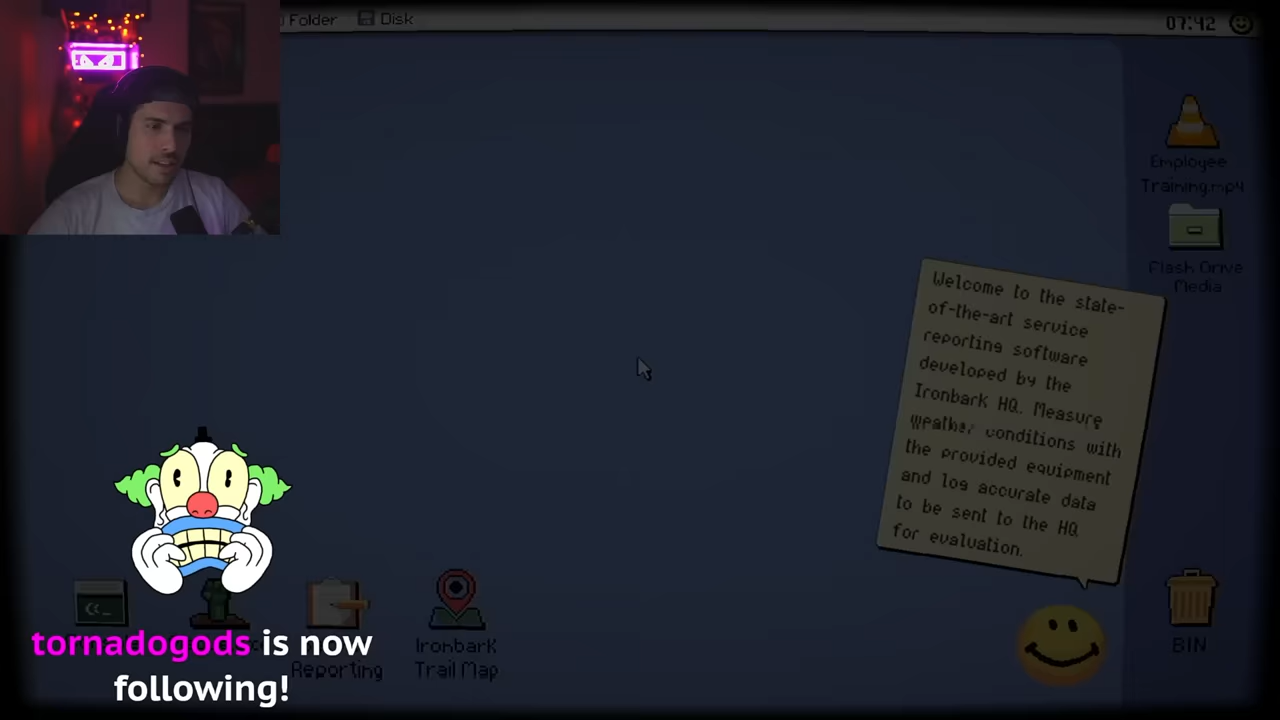 Folder
Disk
07:42
Employee
Training.mp4
Flash Drive
Media
Welcome to the state-
of-the-art service
reporting software
developed by the
Ironbark HQ. Measure
weather conditions with
the provided equipment
and log accurate data
to be sent to the HQ
for evaluation.
Reporting
Ironbark
Trail Map
BIN
tornadogods is now
following!